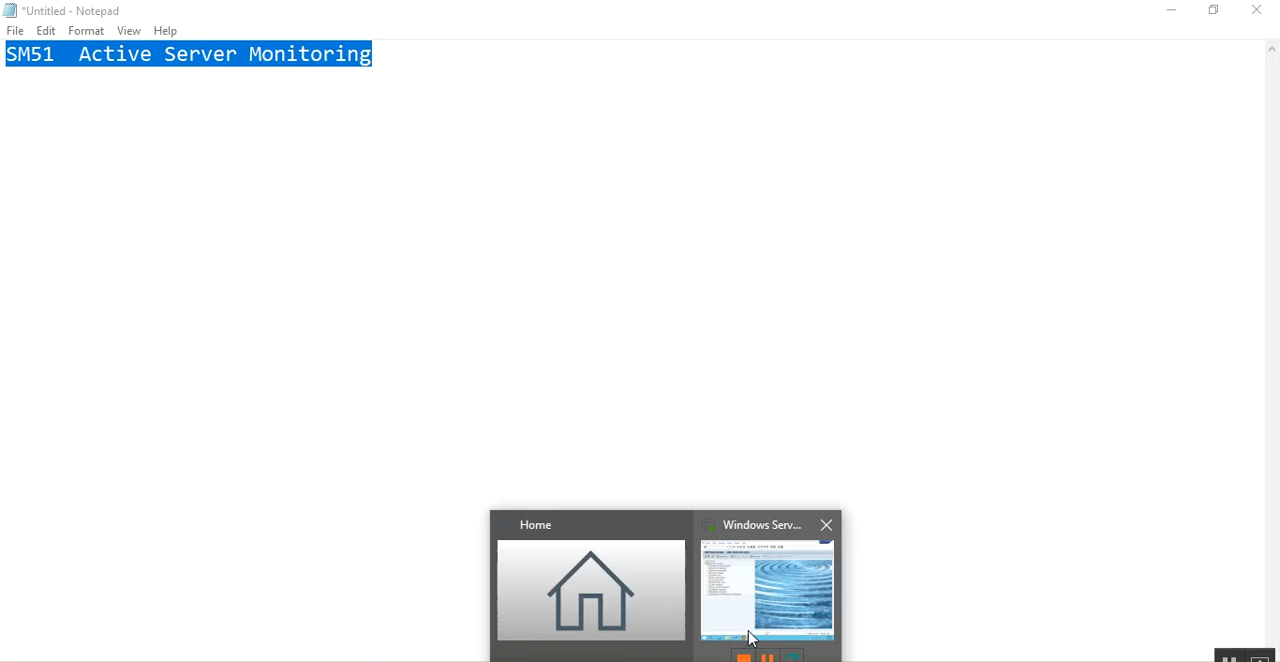 *Untitled - Notepad
File Edit Format View Help
SM51  Active Server Monitoring
Home
Windows Serv...